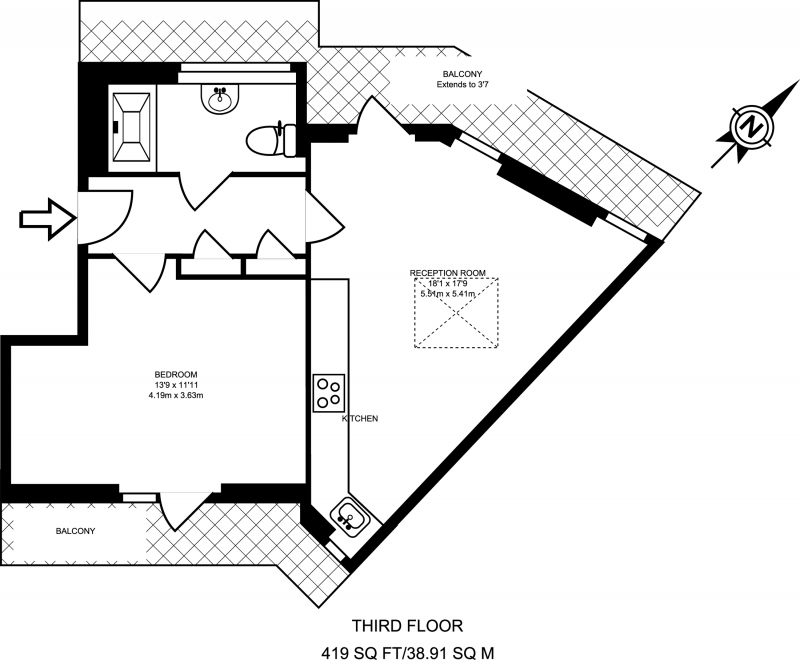 BALCONY
Extends to 3'7
N
RECEPTION ROOM
18'1 x 17'9
5.51m x 5.41m
BEDROOM
13'9 x 11'11
4.19m x 3.63m
KITCHEN
BALCONY
THIRD FLOOR
419 SQ FT/38.91 SQ M